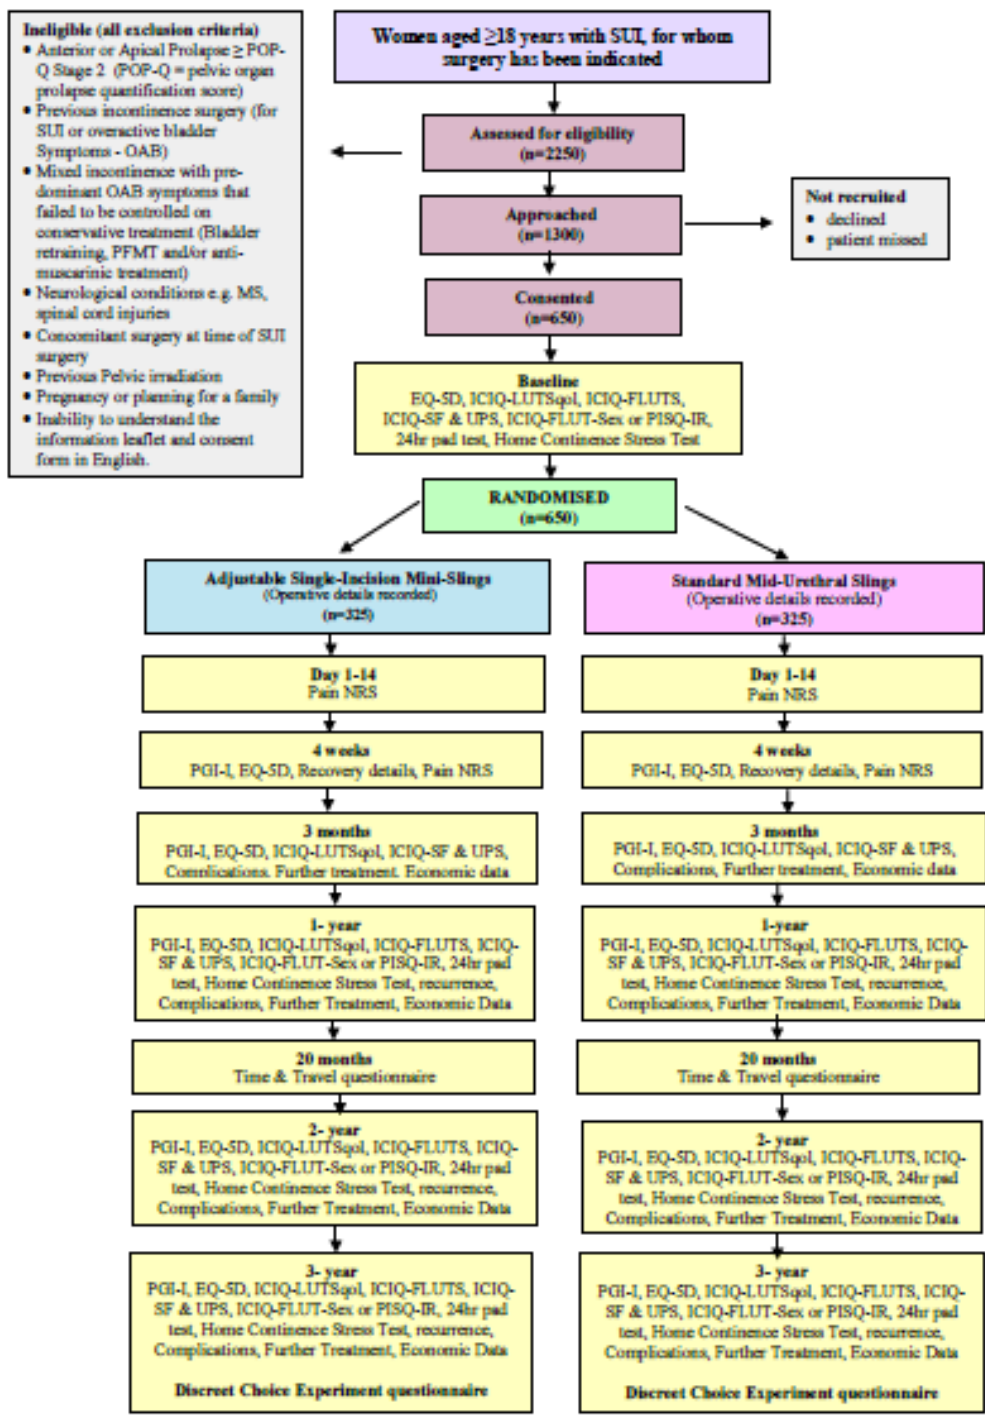 Ineligible (all exclusion criteria)
• Anterior or Apical Prolapse ≥ POP-
Q Stage 2 (POP-Q = pelvic organ
prolapse quantification score)
• Previous incontinence surgery (for
SUI or overactive bladder
Symptoms - OAB)
• Mixed incontinence with pre-
dominant OAB symptoms that
failed to be controlled on
conservative treatment (Bladder
retraining, PFMT and/or anti-
muscarinic treatment)
• Neurological conditions e.g. MS,
spinal cord injuries
• Concomitant surgery at time of SUI
surgery
• Previous Pelvic irradiation
• Pregnancy or planning for a family
• Inability to understand the
information leaflet and consent
form in English.
Women aged ≥18 years with SUI, for whom
surgery has been indicated
Assessed for eligibility
(n=2250)
Approached
(n=1300)
Not recruited
• declined
• patient missed
Consented
(n=650)
Baseline
EQ-5D, ICIQ-LUTSqol, ICIQ-FLUTS,
ICIQ-SF & UPS, ICIQ-FLUT-Sex or PISQ-IR,
24hr pad test, Home Continence Stress Test
RANDOMISED
(n=650)
Adjustable Single-Incision Mini-Slings
(Operative details recorded)
(n=325)
Day 1-14
Pain NRS
4 weeks
PGI-I, EQ-5D, Recovery details, Pain NRS
3 months
PGI-I, EQ-5D, ICIQ-LUTSqol, ICIQ-SF & UPS,
Complications. Further treatment. Economic data
1- year
PGI-I, EQ-5D, ICIQ-LUTSqol, ICIQ-FLUTS, ICIQ-
SF & UPS, ICIQ-FLUT-Sex or PISQ-IR, 24hr pad
test, Home Continence Stress Test, recurrence,
Complications, Further Treatment, Economic Data
20 months
Time & Travel questionnaire
2- year
PGI-I, EQ-5D, ICIQ-LUTSqol, ICIQ-FLUTS, ICIQ-
SF & UPS, ICIQ-FLUT-Sex or PISQ-IR, 24hr pad
test, Home Continence Stress Test, recurrence,
Complications, Further Treatment, Economic Data
3- year
PGI-I, EQ-5D, ICIQ-LUTSqol, ICIQ-FLUTS, ICIQ-
SF & UPS, ICIQ-FLUT-Sex or PISQ-IR, 24hr pad
test, Home Continence Stress Test, recurrence,
Complications, Further Treatment, Economic Data
Discreet Choice Experiment questionnaire
Standard Mid-Urethral Slings
(Operative details recorded)
(n=325)
Day 1-14
Pain NRS
4 weeks
PGI-I, EQ-5D, Recovery details, Pain NRS
3 months
PGI-I, EQ-5D, ICIQ-LUTSqol, ICIQ-SF & UPS,
Complications, Further treatment, Economic data
1-year
PGI-I, EQ-5D, ICIQ-LUTSqol, ICIQ-FLUTS, ICIQ-
SF & UPS, ICIQ-FLUT-Sex or PISQ-IR, 24hr pad
test, Home Continence Stress Test, recurrence,
Complications, Further Treatment, Economic Data
20 months
Time & Travel questionnaire
2- year
PGI-I, EQ-5D, ICIQ-LUTSqol, ICIQ-FLUTS, ICIQ-
SF & UPS, ICIQ-FLUT-Sex or PISQ-IR, 24hr pad
test, Home Continence Stress Test, recurrence,
Complications, Further Treatment, Economic Data
3- year
PGI-I, EQ-5D, ICIQ-LUTSqol, ICIQ-FLUTS, ICIQ-
SF & UPS, ICIQ-FLUT-Sex or PISQ-IR, 24hr pad
test, Home Continence Stress Test, recurrence,
Complications, Further Treatment, Economic Data
Discreet Choice Experiment questionnaire